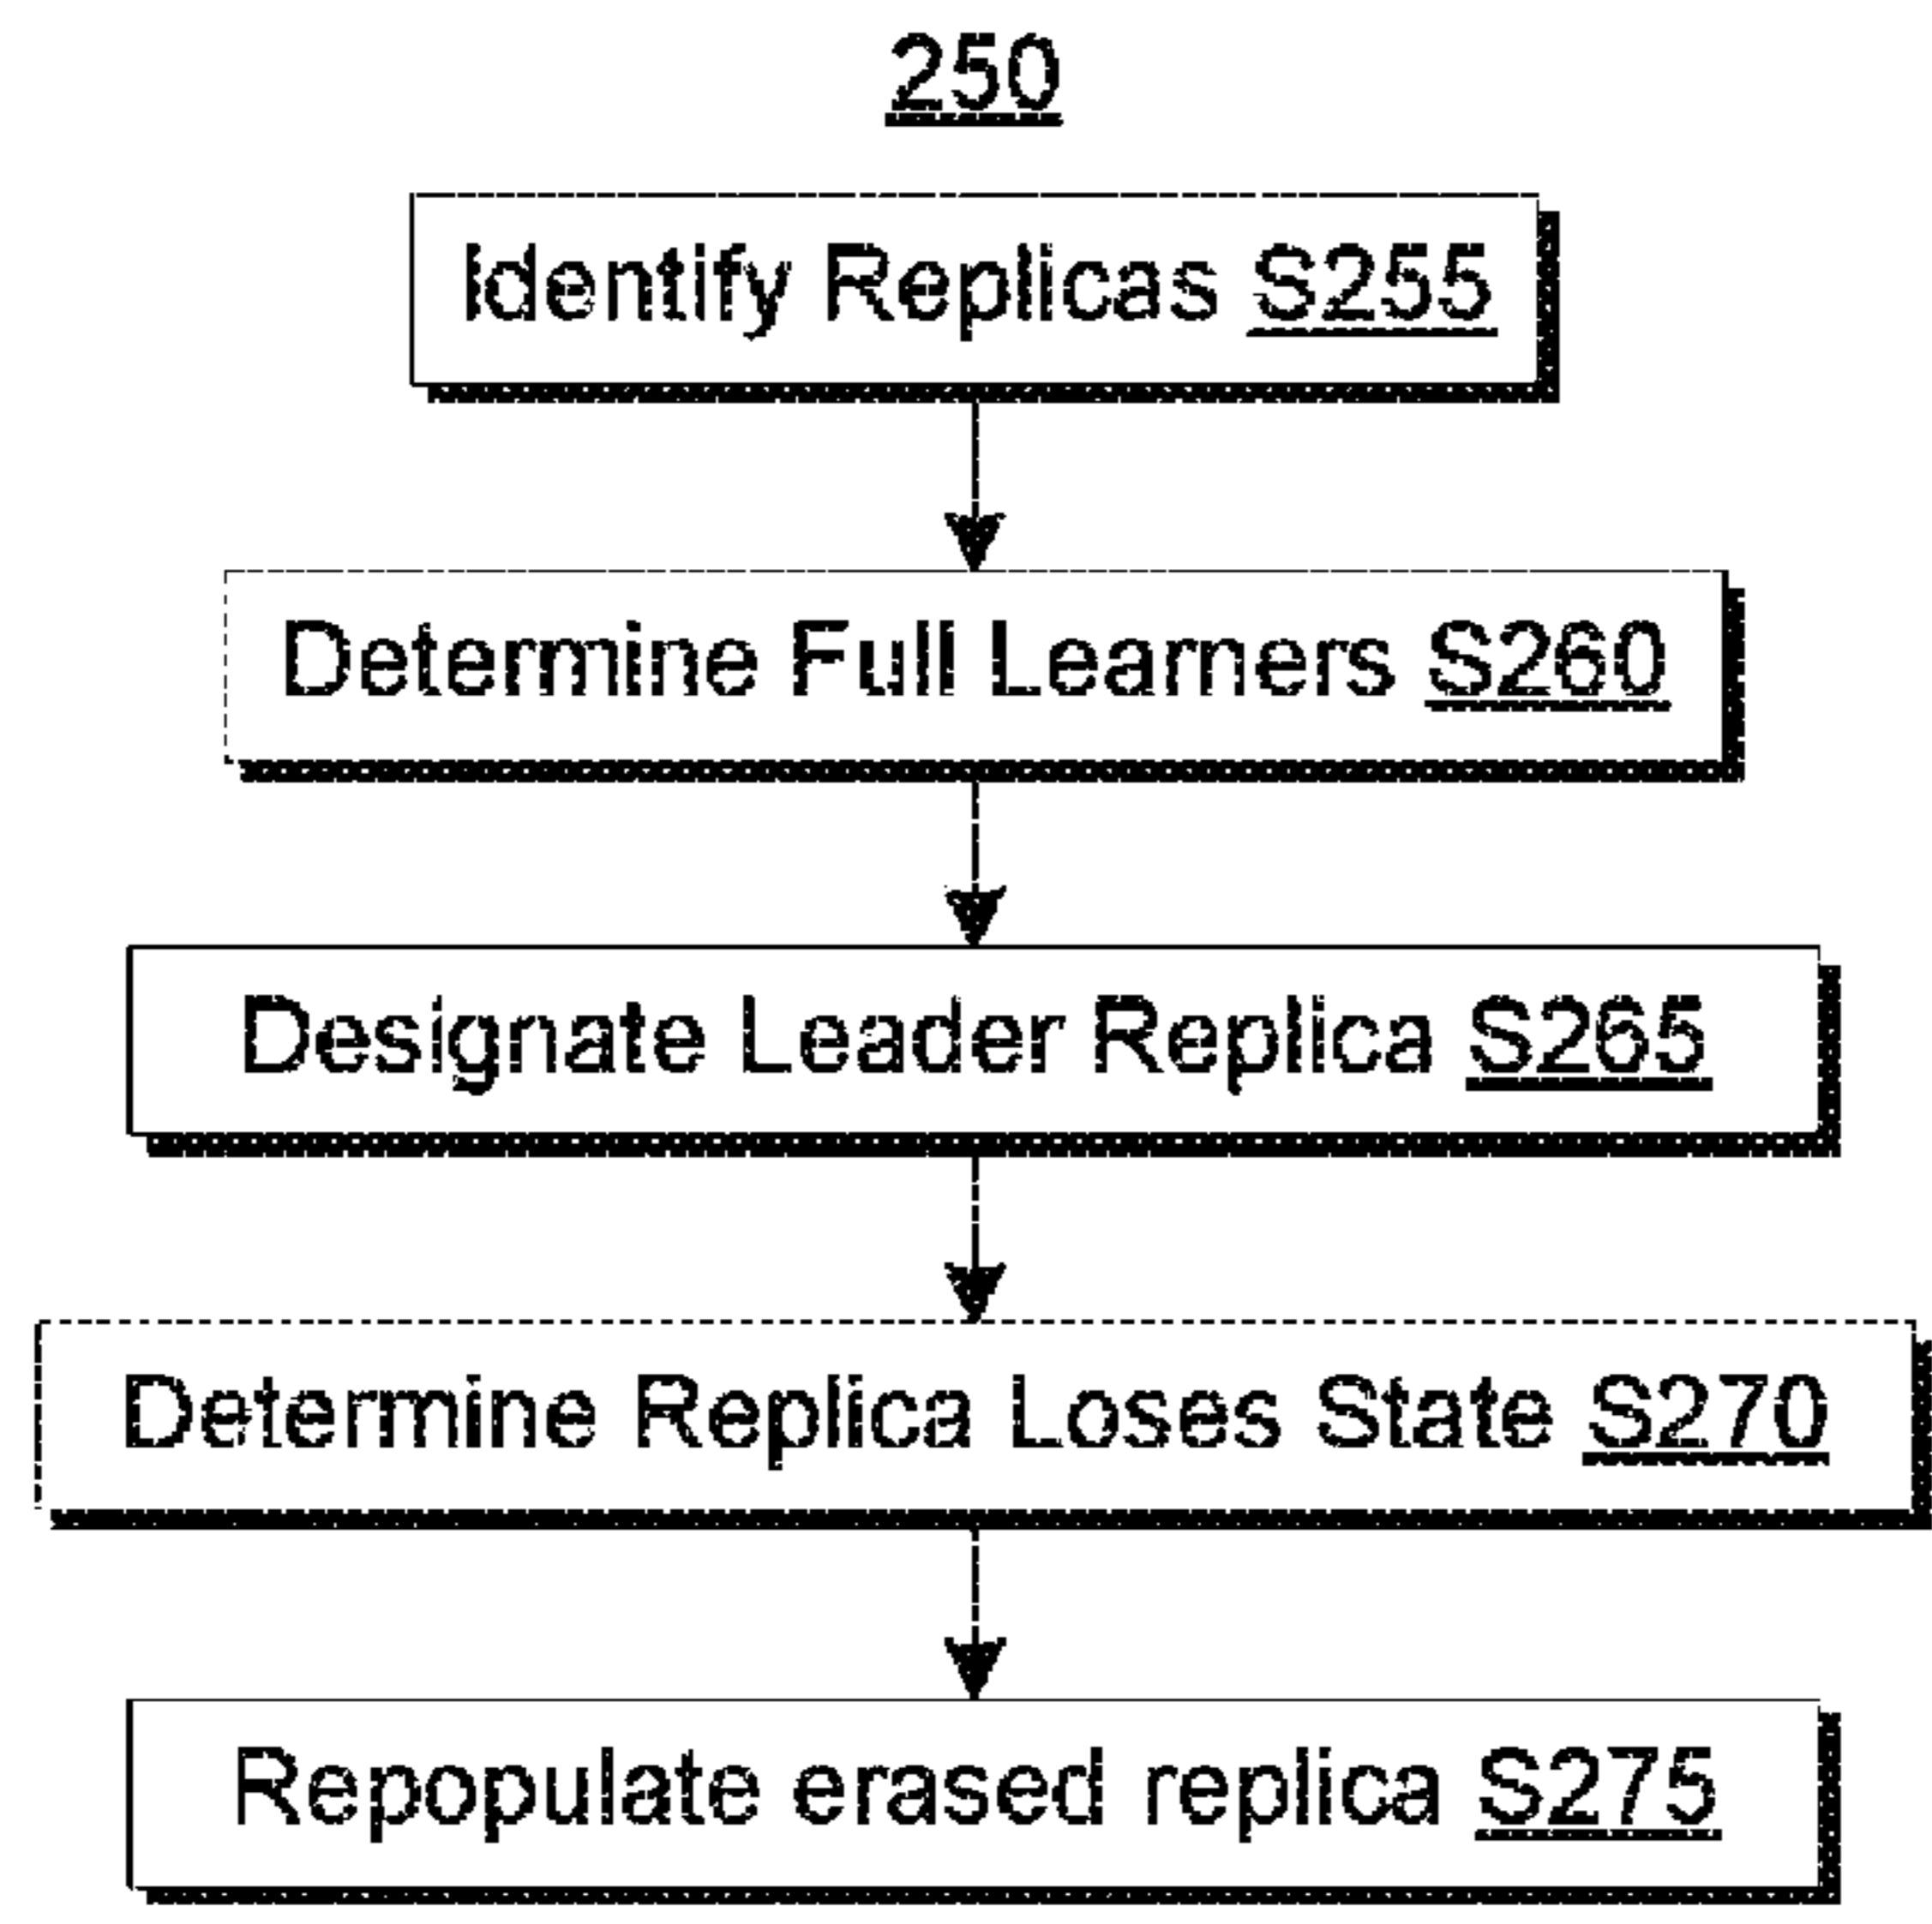 250
Identify Replicas S255
Determine Full Learners S260
Designate Leader Replica S265
Determine Replica Loses State S270
Repopulate erased replica S275